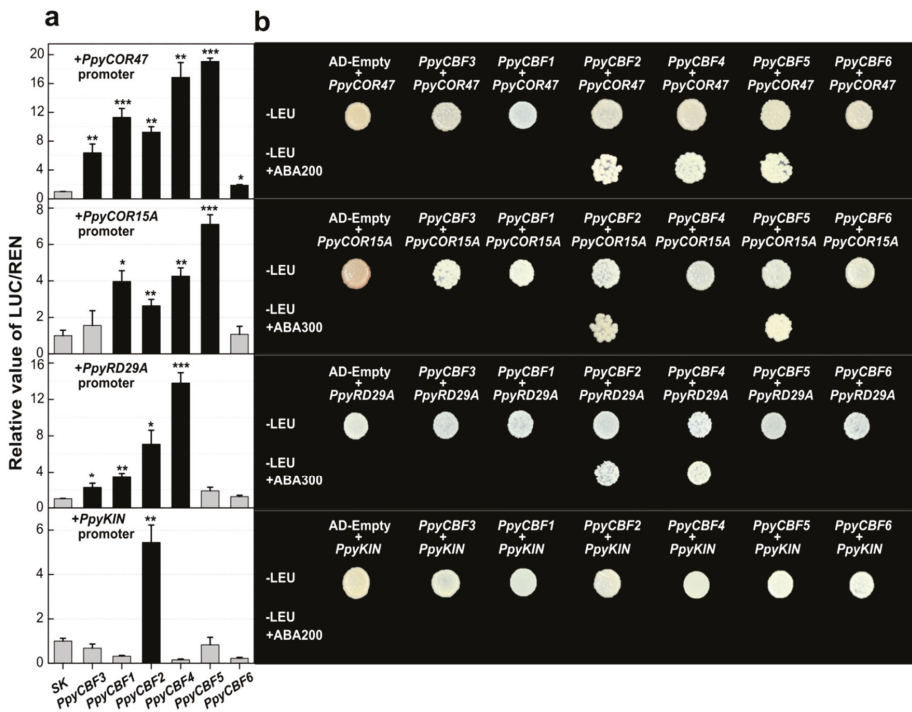 a
Relative value of LUC/REN
+PpyCOR47
promoter
20
16
12
8
4
0
** *** ** ** *** *
+PpyCOR15A
promoter
8
6
4
2
0
* ** ** ***
+PpyRD29A
promoter
16
12
8
4
0
* ** * ***
+PpyKIN
promoter
6
4
2
0
**
SK PpyCBF3 PpyCBF1 PpyCBF2 PpyCBF4 PpyCBF5 PpyCBF6
b
AD-Empty PpyCBF3 PpyCBF1 PpyCBF2 PpyCBF4 PpyCBF5 PpyCBF6
+ + + + + + +
PpyCOR47 PpyCOR47 PpyCOR47 PpyCOR47 PpyCOR47 PpyCOR47 PpyCOR47
-LEU
-LEU
+ABA200
AD-Empty PpyCBF3 PpyCBF1 PpyCBF2 PpyCBF4 PpyCBF5 PpyCBF6
+ + + + + + +
PpyCOR15A PpyCOR15A PpyCOR15A PpyCOR15A PpyCOR15A PpyCOR15A PpyCOR15A
-LEU
-LEU
+ABA300
AD-Empty PpyCBF3 PpyCBF1 PpyCBF2 PpyCBF4 PpyCBF5 PpyCBF6
+ + + + + + +
PpyRD29A PpyRD29A PpyRD29A PpyRD29A PpyRD29A PpyRD29A PpyRD29A
-LEU
-LEU
+ABA300
AD-Empty PpyCBF3 PpyCBF1 PpyCBF2 PpyCBF4 PpyCBF5 PpyCBF6
+ + + + + + +
PpyKIN PpyKIN PpyKIN PpyKIN PpyKIN PpyKIN PpyKIN
-LEU
-LEU
+ABA200